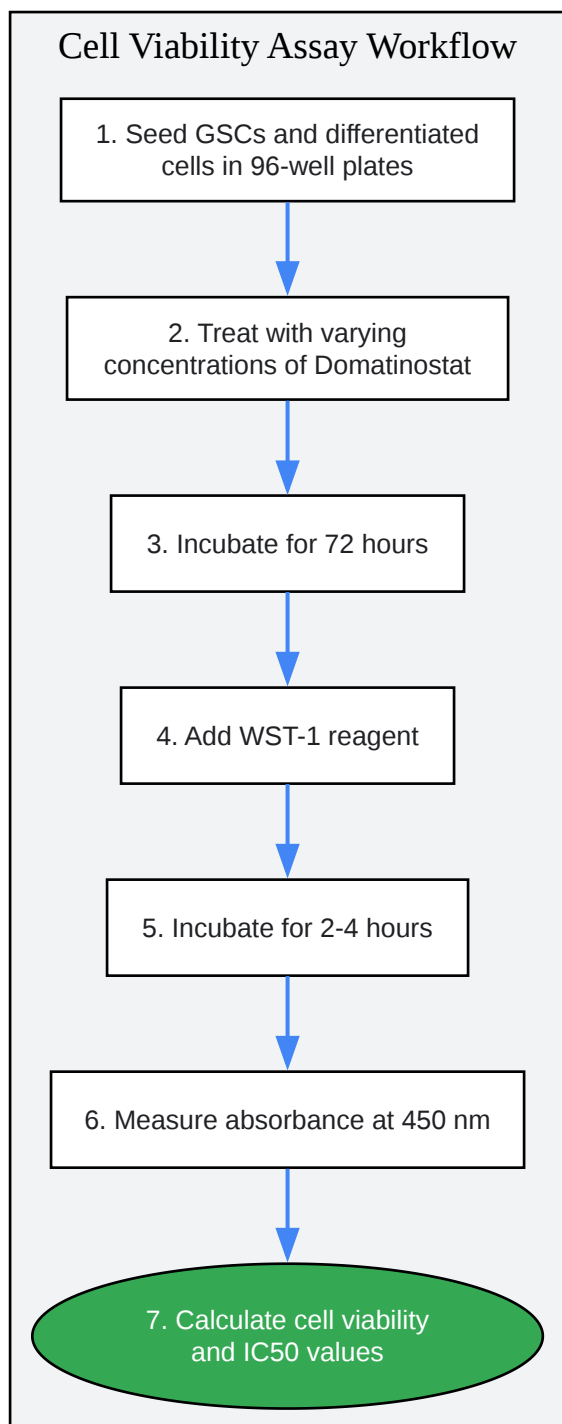 Cell Viability Assay Workflow
1. Seed GSCs and differentiated
cells in 96-well plates
2. Treat with varying
concentrations of Domatinostat
3. Incubate for 72 hours
4. Add WST-1 reagent
5. Incubate for 2-4 hours
6. Measure absorbance at 450 nm
7. Calculate cell viability
and IC50 values